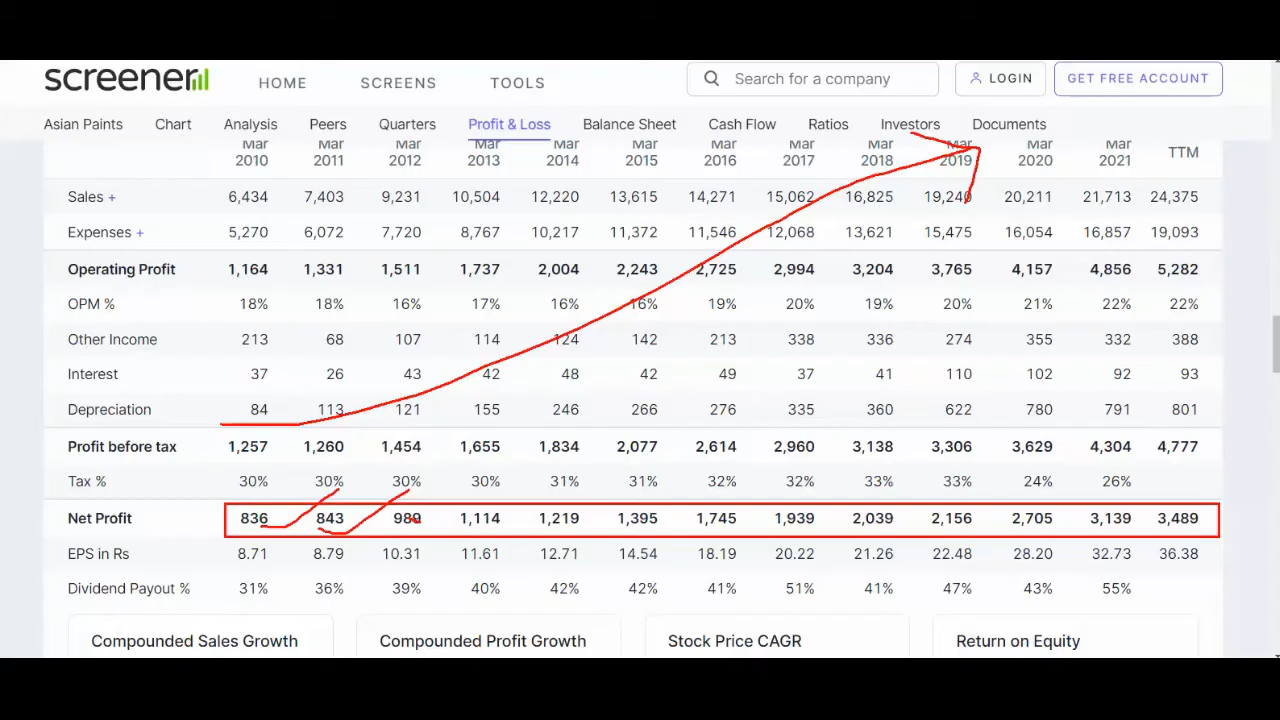 screener HOME SCREENS TOOLS Search for a company LOGIN GET FREE ACCOUNT
Asian Paints Chart Analysis Peers Quarters Profit & Loss Balance Sheet Cash Flow Ratios Investors Documents
Mar Mar Mar Mar Mar Mar Mar Mar Mar Mar Mar Mar
2010 2011 2012 2013 2014 2015 2016 2017 2018 2019 2020 2021 TTM
Sales + 6,434 7,403 9,231 10,504 12,220 13,615 14,271 15,062 16,825 19,240 20,211 21,713 24,375
Expenses + 5,270 6,072 7,720 8,767 10,217 11,372 11,546 12,068 13,621 15,475 16,054 16,857 19,093
Operating Profit 1,164 1,331 1,511 1,737 2,004 2,243 2,725 2,994 3,204 3,765 4,157 4,856 5,282
OPM % 18% 18% 16% 17% 16% 16% 19% 20% 19% 20% 21% 22% 22%
Other Income 213 68 107 114 124 142 213 338 336 274 355 332 388
Interest 37 26 43 42 48 42 49 37 41 110 102 92 93
Depreciation 84 113 121 155 246 266 276 335 360 622 780 791 801
Profit before tax 1,257 1,260 1,454 1,655 1,834 2,077 2,614 2,960 3,138 3,306 3,629 4,304 4,777
Tax % 30% 30% 30% 30% 31% 31% 32% 32% 33% 33% 24% 26%
Net Profit 836 843 989 1,114 1,219 1,395 1,745 1,939 2,039 2,156 2,705 3,139 3,489
EPS in Rs 8.71 8.79 10.31 11.61 12.71 14.54 18.19 20.22 21.26 22.48 28.20 32.73 36.38
Dividend Payout % 31% 36% 39% 40% 42% 42% 41% 51% 41% 47% 43% 55%
Compounded Sales Growth Compounded Profit Growth Stock Price CAGR Return on Equity